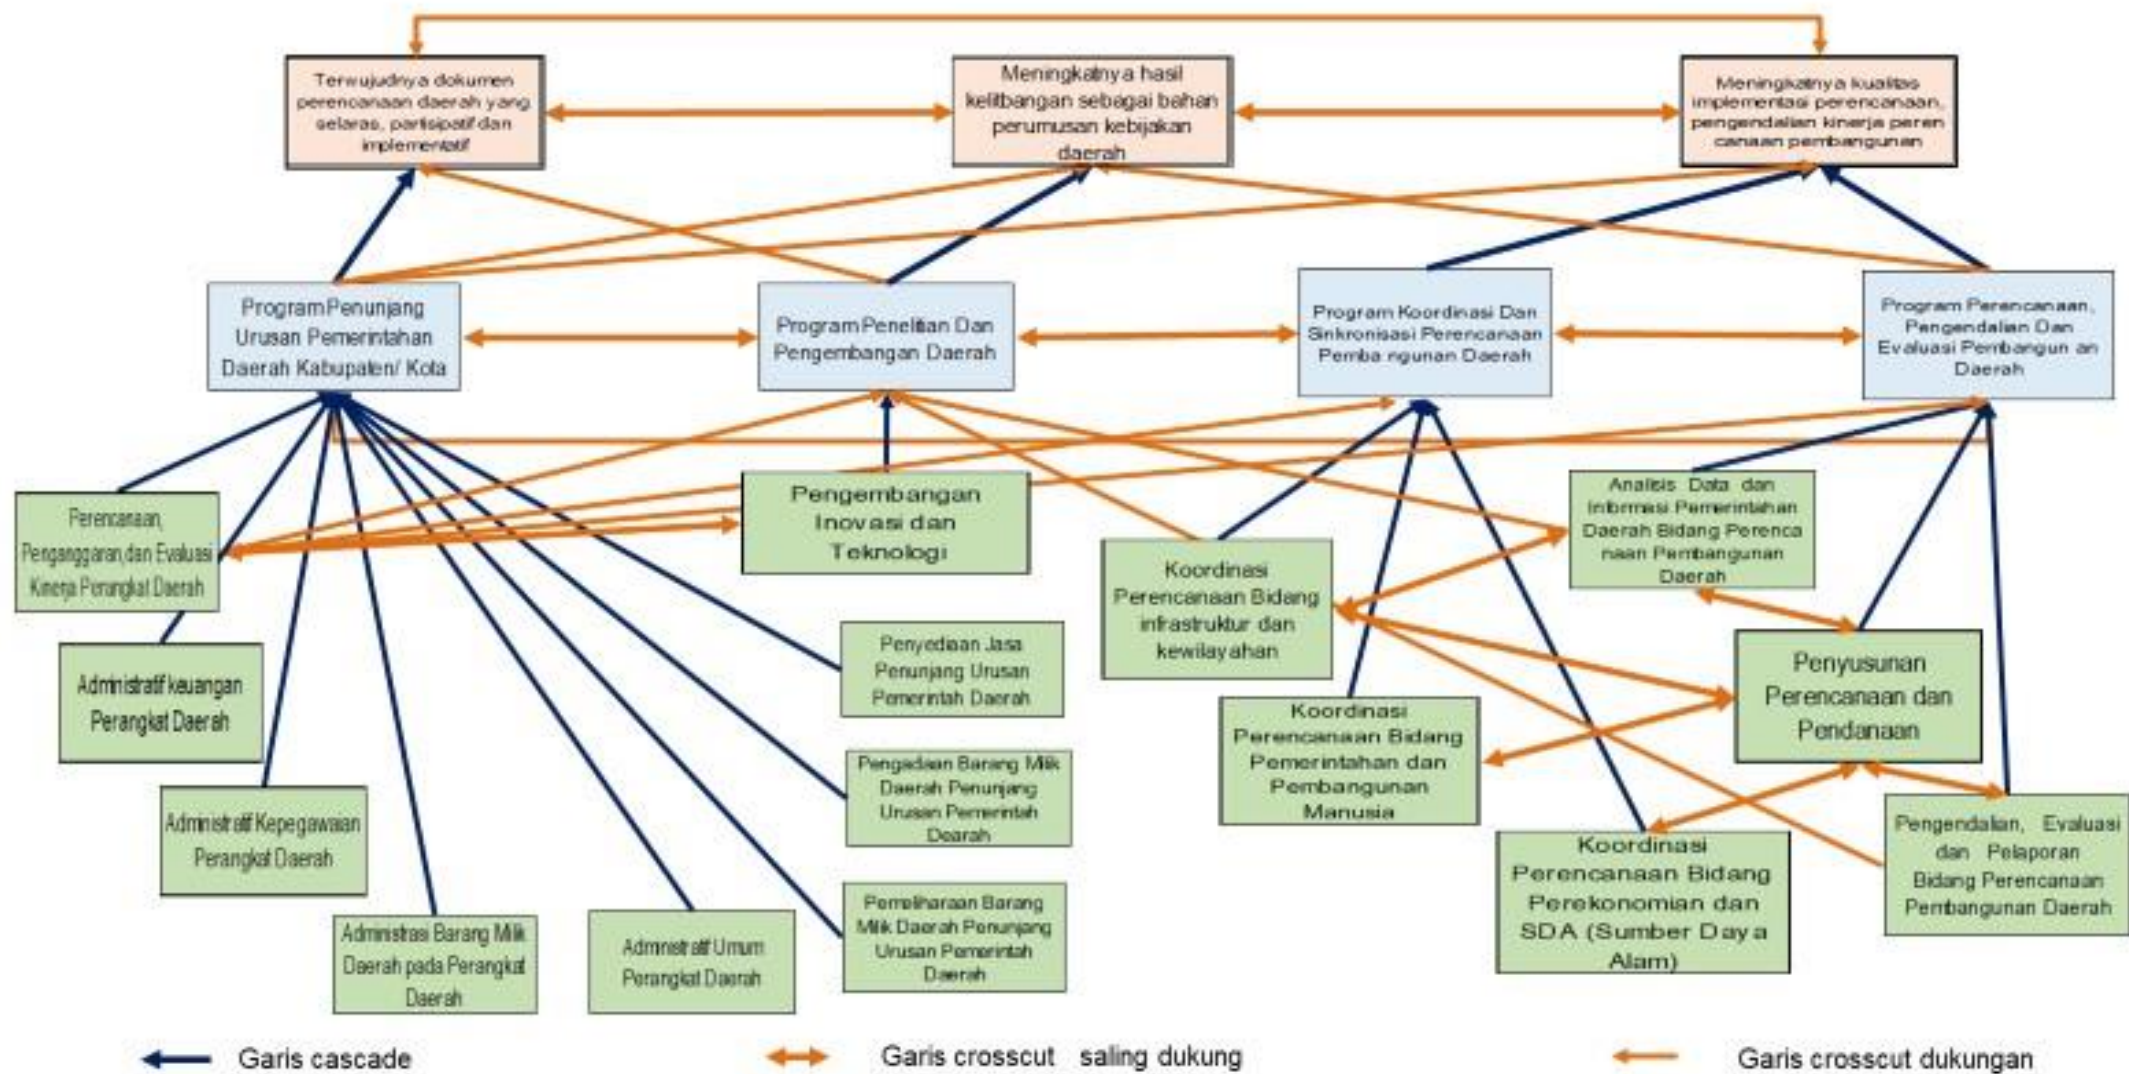 Terwujudnya dokumen
perencanaan daerah yang
selaras, partisipatif dan
implementatif
Meningkatnya hasil
kelitbangan sebagai bahan
perumusan kebijakan
daerah
Meningkatnya kualitas
implementasi perencanaan,
pengendalian kinerja peren
canaan pembangunan
Program Penunjang
Urusan Pemerintahan
Daerah Kabupaten/ Kota
Program Penelitian Dan
Pengembangan Daerah
Program Koordinasi Dan
Sinkronisasi Perencanaan
Pemba ngunan Daerah
Program Perencanaan,
Pengendalian Dan
Evaluasi Pembangun an
Daerah
Perencanaan,
Penganggaran,dan Evaluasi
Kinerja Perangkat Daerah
Pengembangan
Inovasi dan
Teknologi
Analisis Data dan
Informasi Pemerintahan
Daerah Bidang Perenca
naan Pembangunan
Daerah
Koordinasi
Perencanaan Bidang
infrastruktur dan
kewilayahan
Administratif keuangan
Perangkat Daerah
Penyediaan Jasa
Penunjang Urusan
Pemerintah Daerah
Koordinasi
Perencanaan Bidang
Pemerintahan dan
Pembangunan
Manusia
Penyusunan
Perencanaan dan
Pendanaan
Administratif Kepegawaian
Perangkat Daerah
Pengadaan Barang Milik
Daerah Penunjang
Urusan Pemerintah
Dearah
Koordinasi
Perencanaan Bidang
Perekonomian dan
SDA (Sumber Daya
Alam)
Pengendalian, Evaluasi
dan Pelaporan
Bidang Perencanaan
Pembangunan Daerah
Administrasi Barang Milik
Daerah pada Perangkat
Daerah
Administratif Umum
Perangkat Daerah
Pemeliharaan Barang
Milik Daerah Penunjang
Urusan Pemerintah
Daerah
Garis cascade
Garis crosscut saling dukung
Garis crosscut dukungan